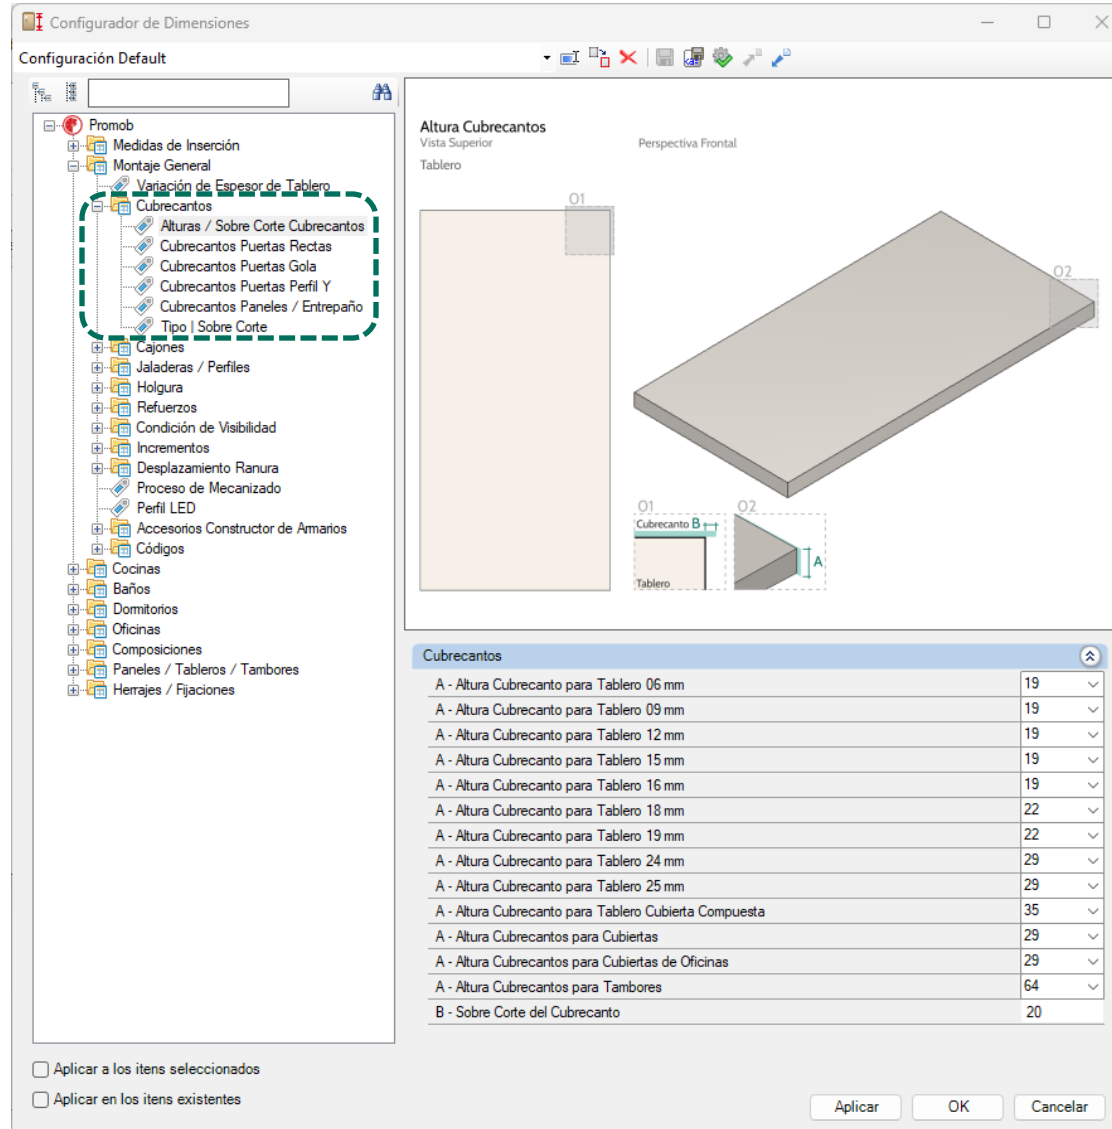 Configurador de Dimensiones
Configuración Default
Promob
Medidas de Inserción
Montaje General
Variación de Espesor de Tablero
Cubrecantos
Alturas / Sobre Corte Cubrecantos
Cubrecantos Puertas Rectas
Cubrecantos Puertas Gola
Cubrecantos Puertas Perfil Y
Cubrecantos Paneles / Entrepaño
Tipo | Sobre Corte
Cajones
Jaladeras / Perfiles
Holgura
Refuerzos
Condición de Visibilidad
Incrementos
Desplazamiento Ranura
Proceso de Mecanizado
Perfil LED
Accesorios Constructor de Armarios
Códigos
Cocinas
Baños
Dormitorios
Oficinas
Composiciones
Paneles / Tableros / Tambores
Herrajes / Fijaciones
Altura Cubrecantos
Vista Superior
Perspectiva Frontal
Tablero
01
02
01
02
Cubrecanto B
A
Tablero
Cubrecantos
A - Altura Cubrecanto para Tablero 06 mm 19
A - Altura Cubrecanto para Tablero 09 mm 19
A - Altura Cubrecanto para Tablero 12 mm 19
A - Altura Cubrecanto para Tablero 15 mm 19
A - Altura Cubrecanto para Tablero 16 mm 19
A - Altura Cubrecanto para Tablero 18 mm 22
A - Altura Cubrecanto para Tablero 19 mm 22
A - Altura Cubrecanto para Tablero 24 mm 29
A - Altura Cubrecanto para Tablero 25 mm 29
A - Altura Cubrecanto para Tablero Cubierta Compuesta 35
A - Altura Cubrecantos para Cubiertas 29
A - Altura Cubrecantos para Cubiertas de Oficinas 29
A - Altura Cubrecantos para Tambores 64
B - Sobre Corte del Cubrecanto 20
Aplicar a los itens seleccionados
Aplicar en los itens existentes
Aplicar OK Cancelar